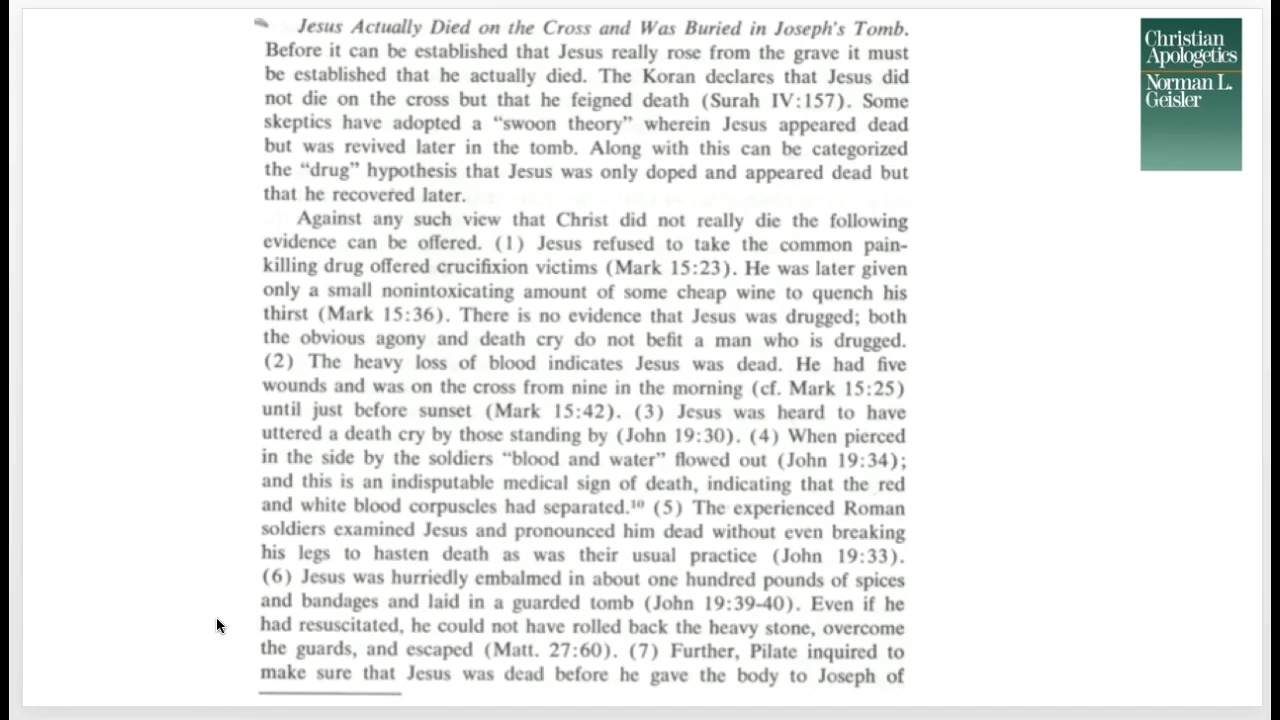 Jesus Actually Died on the Cross and Was Buried in Joseph's Tomb.
Before it can be established that Jesus really rose from the grave it must
be established that he actually died. The Koran declares that Jesus did
not die on the cross but that he feigned death (Surah IV:157). Some
skeptics have adopted a “swoon theory” wherein Jesus appeared dead
but was revived later in the tomb. Along with this can be categorized
the “drug” hypothesis that Jesus was only doped and appeared dead but
that he recovered later.
Against any such view that Christ did not really die the following
evidence can be offered. (1) Jesus refused to take the common pain-
killing drug offered crucifixion victims (Mark 15:23). He was later given
only a small nonintoxicating amount of some cheap wine to quench his
thirst (Mark 15:36). There is no evidence that Jesus was drugged; both
the obvious agony and death cry do not befit a man who is drugged.
(2) The heavy loss of blood indicates Jesus was dead. He had five
wounds and was on the cross from nine in the morning (cf. Mark 15:25)
until just before sunset (Mark 15:42). (3) Jesus was heard to have
uttered a death cry by those standing by (John 19:30). (4) When pierced
in the side by the soldiers “blood and water” flowed out (John 19:34);
and this is an indisputable medical sign of death, indicating that the red
and white blood corpuscles had separated.¹⁰ (5) The experienced Roman
soldiers examined Jesus and pronounced him dead without even breaking
his legs to hasten death as was their usual practice (John 19:33).
(6) Jesus was hurriedly embalmed in about one hundred pounds of spices
and bandages and laid in a guarded tomb (John 19:39-40). Even if he
had resuscitated, he could not have rolled back the heavy stone, overcome
the guards, and escaped (Matt. 27:60). (7) Further, Pilate inquired to
make sure that Jesus was dead before he gave the body to Joseph of
Christian
Apologetics
Norman L.
Geisler